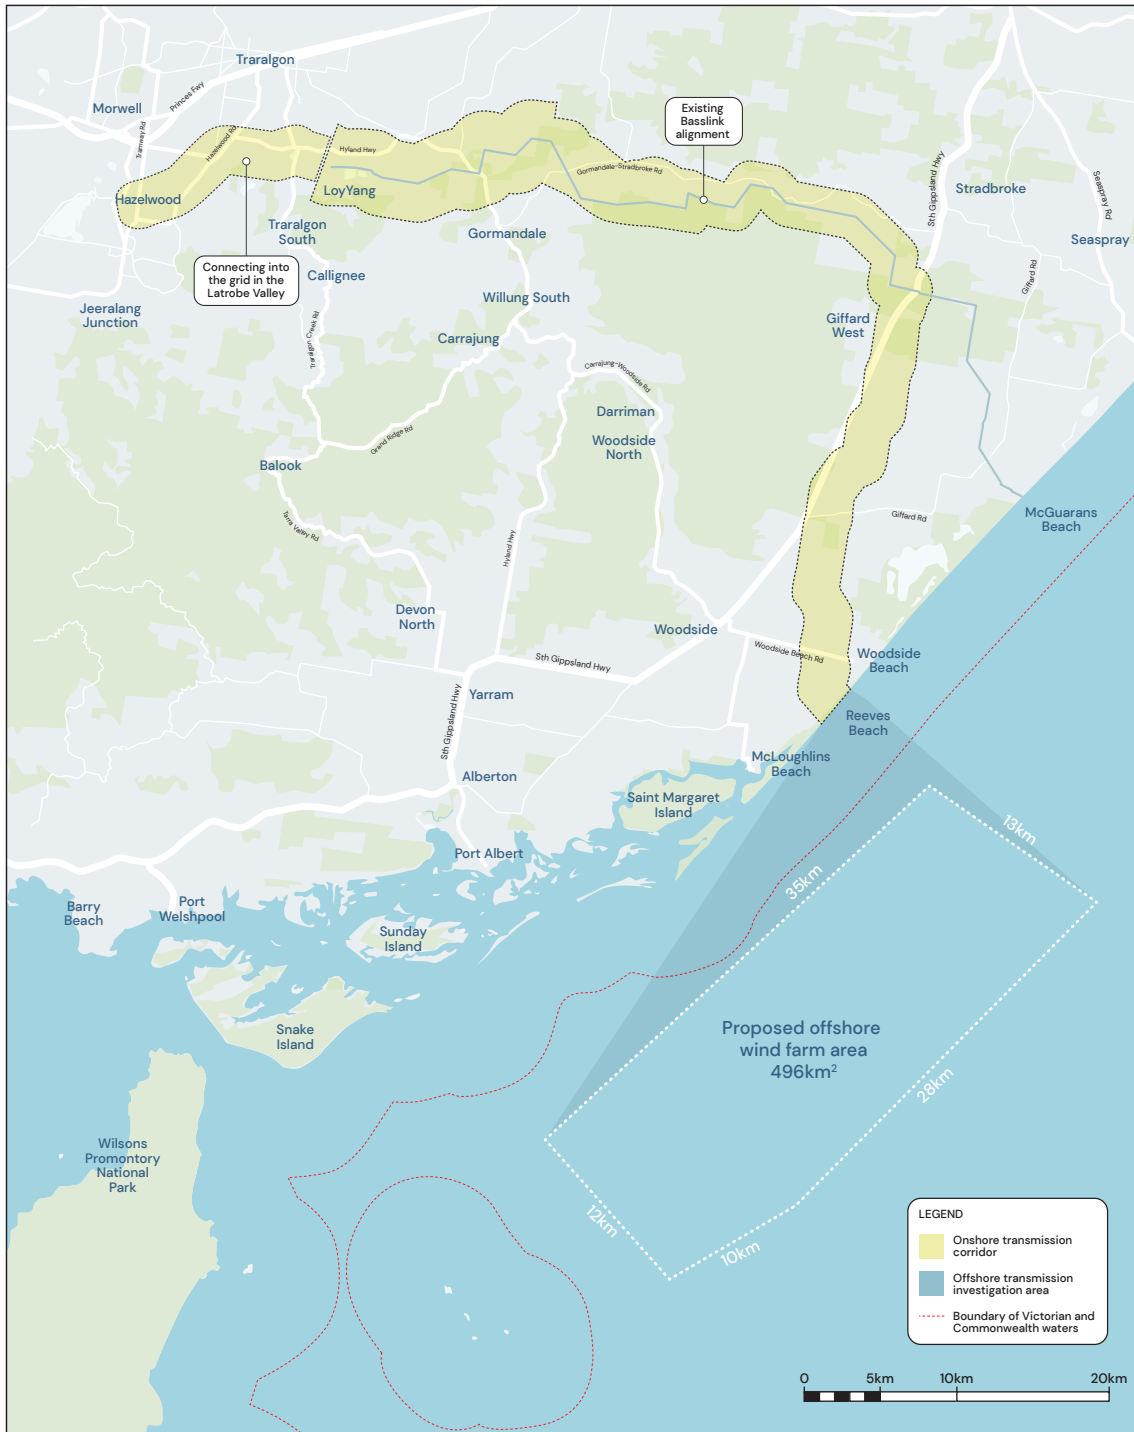 Traralgon
Morwell
Princes Fwy
Tramway Rd
Hazelwood Rd
Hyland Hwy
Existing
Basslink
alignment
Gormandale-Stradbroke Rd
Sth Gippsland Hwy
Stradbroke
Seaspray Rd
Seaspray
Hazelwood
LoyYang
Traralgon
South
Gormandale
Connecting into
the grid in the
Latrobe Valley
Callignee
Giffard Rd
Jeeralang
Junction
Willung South
Giffard
West
Traralgon Creek Rd
Carrajung
Carrajung-Woodside Rd
Darriman
Woodside
North
Grand Ridge Rd
Balook
Tarra Valley Rd
Hyland Hwy
Giffard Rd
McGuarans
Beach
Devon
North
Woodside
Woodside Beach Rd
Woodside
Beach
Sth Gippsland Hwy
Yarram
Sth Gippsland Hwy
Reeves
Beach
McLoughlins
Beach
Alberton
Saint Margaret
Island
13km
Port Albert
35km
Barry
Beach
Port
Welshpool
Sunday
Island
Snake
Island
Proposed offshore
wind farm area
496km²
28km
Wilsons
Promontory
National
Park
12km
10km
LEGEND
Onshore transmission
corridor
Offshore transmission
investigation area
Boundary of Victorian and
Commonwealth waters
0 5km 10km 20km